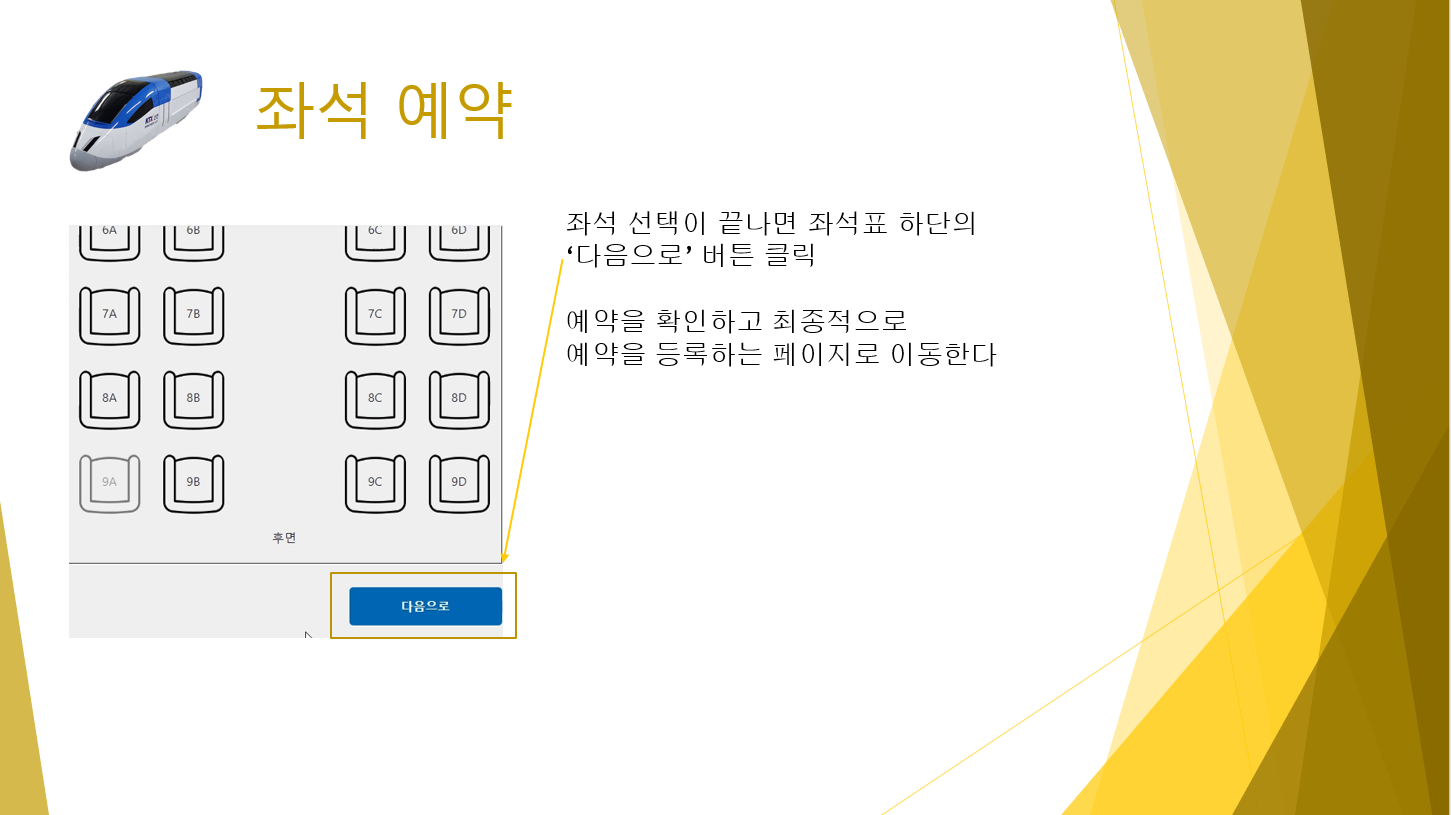 좌석 예약
좌석 선택이 끝나면 좌석표 하단의
‘다음으로’ 버튼 클릭
예약을 확인하고 최종적으로
예약을 등록하는 페이지로 이동한다
6A 6B 6C 6D
7A 7B 7C 7D
8A 8B 8C 8D
9A 9B 9C 9D
후면
다음으로